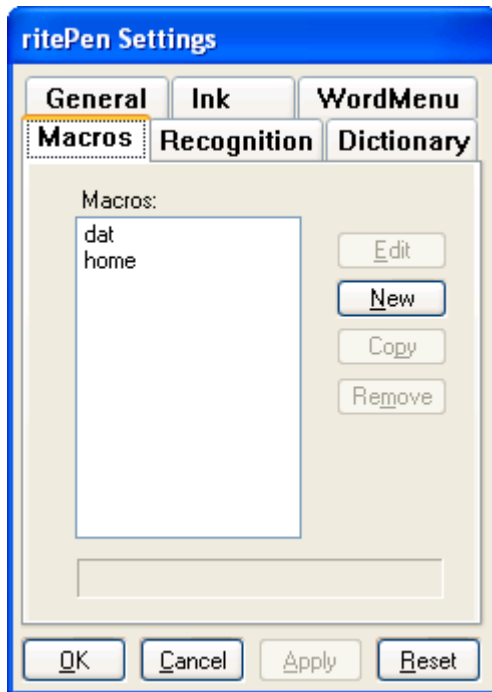 ritePen Settings
General Ink WordMenu
Macros Recognition Dictionary
Macros:
dat
home
Edit
New
Copy
Remove
OK Cancel Apply Reset